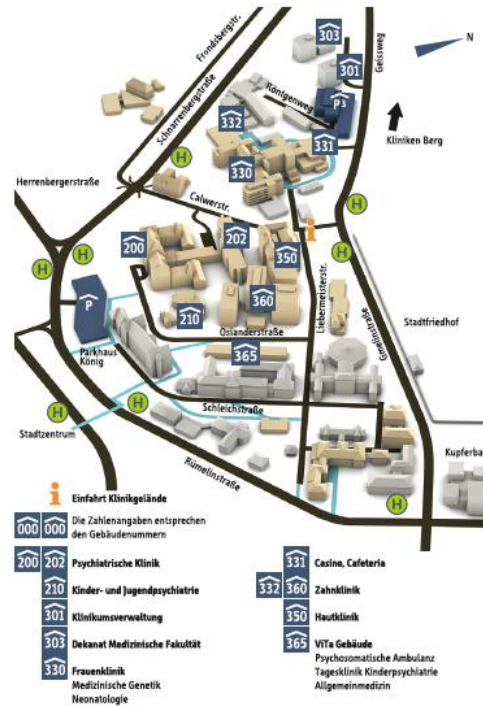 303
Frondsbergstr.
Geissweg
N
301
Schnarrenbergstraße
Röntgenweg
P3
332
331
Kliniken Berg
330
H
Herrenbergerstraße
Calwerstr.
H
i
200
202
350
H
H
H
Liebermeisterstr.
P
360
210
Gmelinstraße
Stadtfriedhof
Osianderstraße
365
Parkhaus
König
Schleichstraße
H
H
Stadtzentrum
Rümelinstraße
Kupferba
H
i Einfahrt Klinikgelände
000 000 Die Zahlenangaben entsprechen
den Gebäudenummern
200 202 Psychiatrische Klinik
210 Kinder- und Jugendpsychiatrie
301 Klinikumsverwaltung
303 Dekanat Medizinische Fakultät
330 Frauenklinik
Medizinische Genetik
Neonatologie
331 Casino, Cafeteria
332 360 Zahnklinik
350 Hautklinik
365 ViTa Gebäude
Psychosomatische Ambulanz
Tagesklinik Kinderpsychiatrie
Allgemeinmedizin